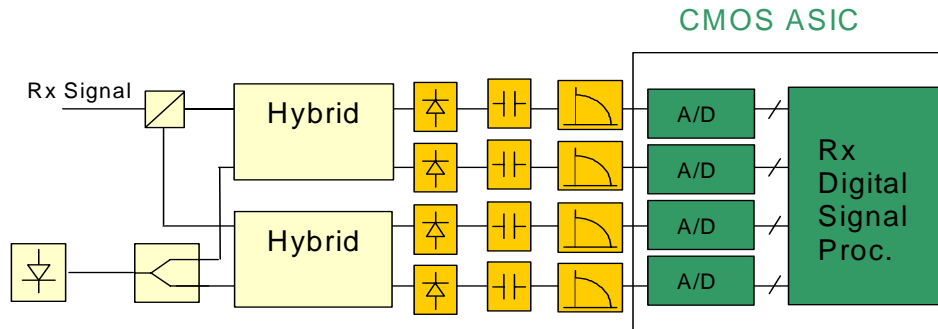 CMOS ASIC
Rx Signal
Hybrid
A/D
A/D
Rx
Digital
Signal
Proc.
Hybrid
A/D
A/D